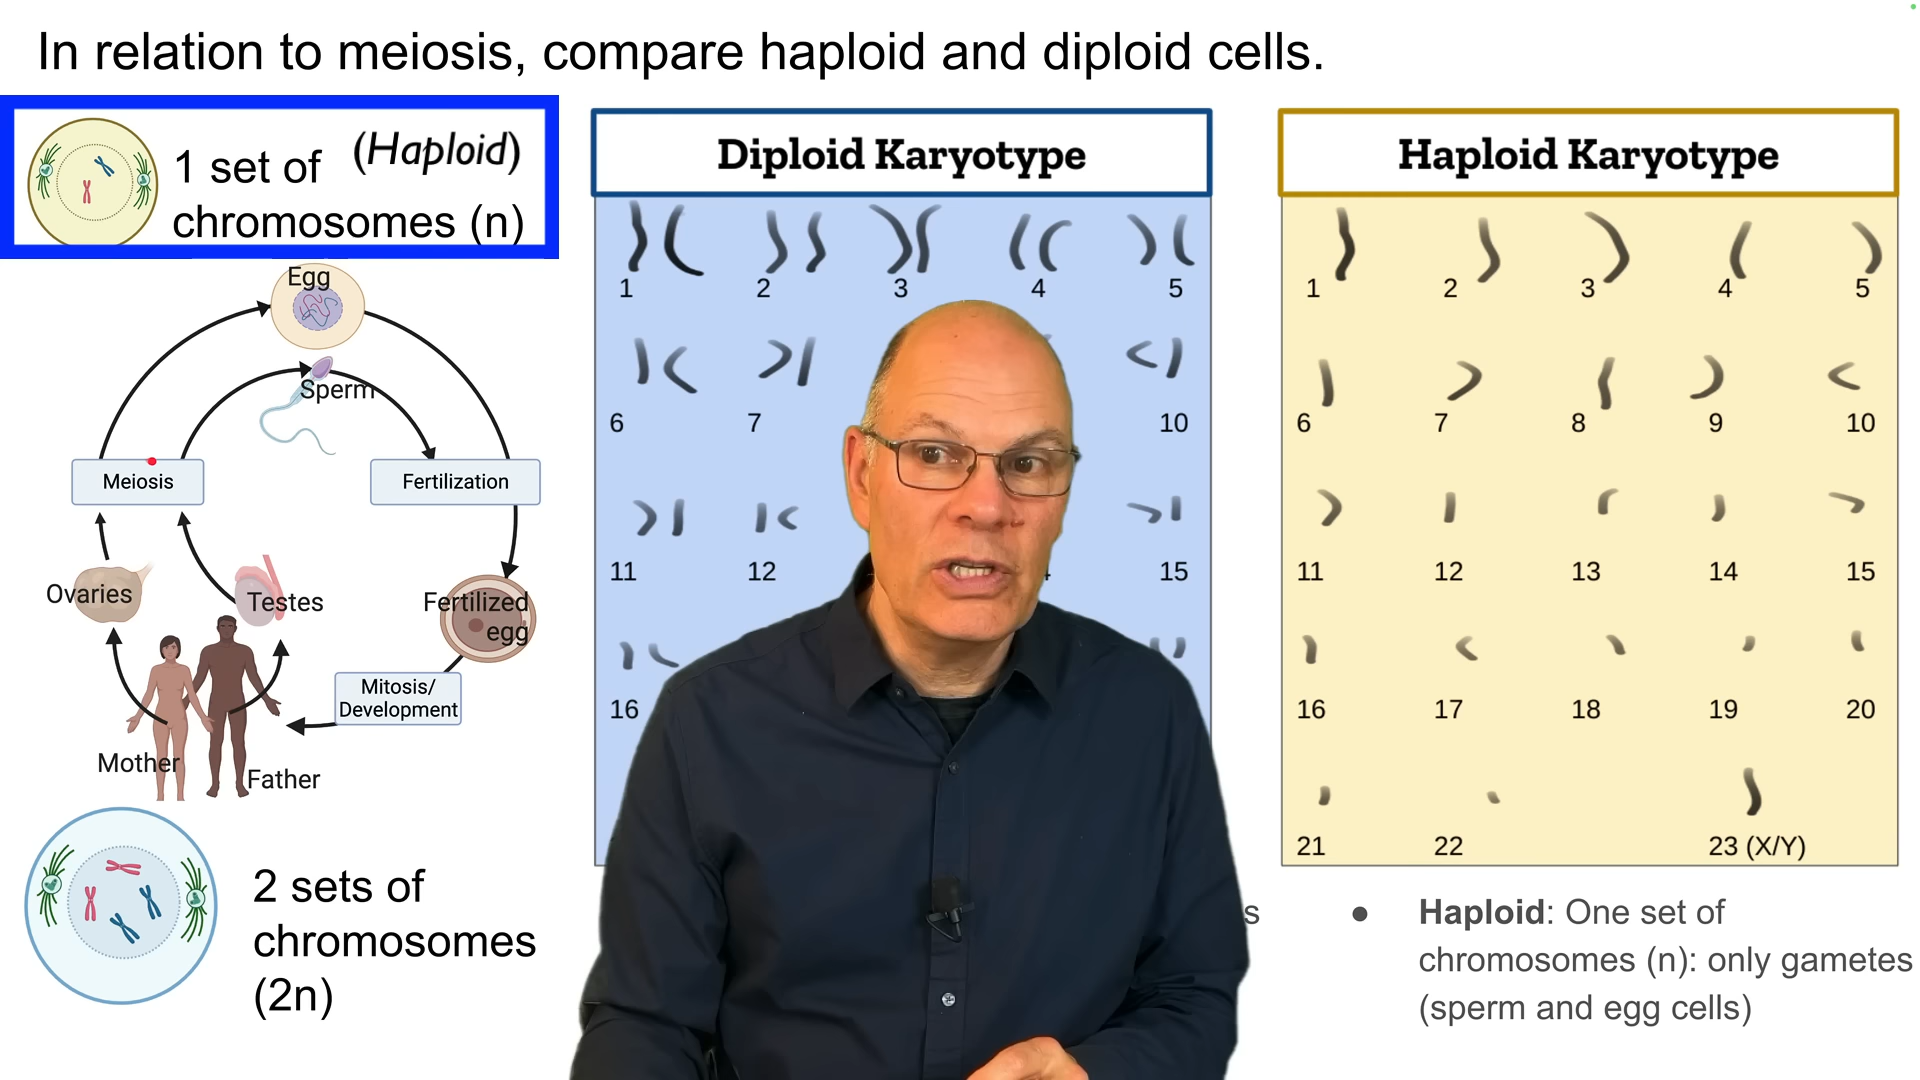 In relation to meiosis, compare haploid and diploid cells.
1 set of (Haploid)
chromosomes (n)
Egg
Sperm
Meiosis
Fertilization
Ovaries
Testes
Fertilized
egg
Mitosis/
Development
Mother
Father
2 sets of
chromosomes
(2n)
Diploid Karyotype
1 2 3 4 5
6 7 10
11 12 15
16
Haploid Karyotype
1 2 3 4 5
6 7 8 9 10
11 12 13 14 15
16 17 18 19 20
21 22 23 (X/Y)
s
● Haploid: One set of
chromosomes (n): only gametes
(sperm and egg cells)